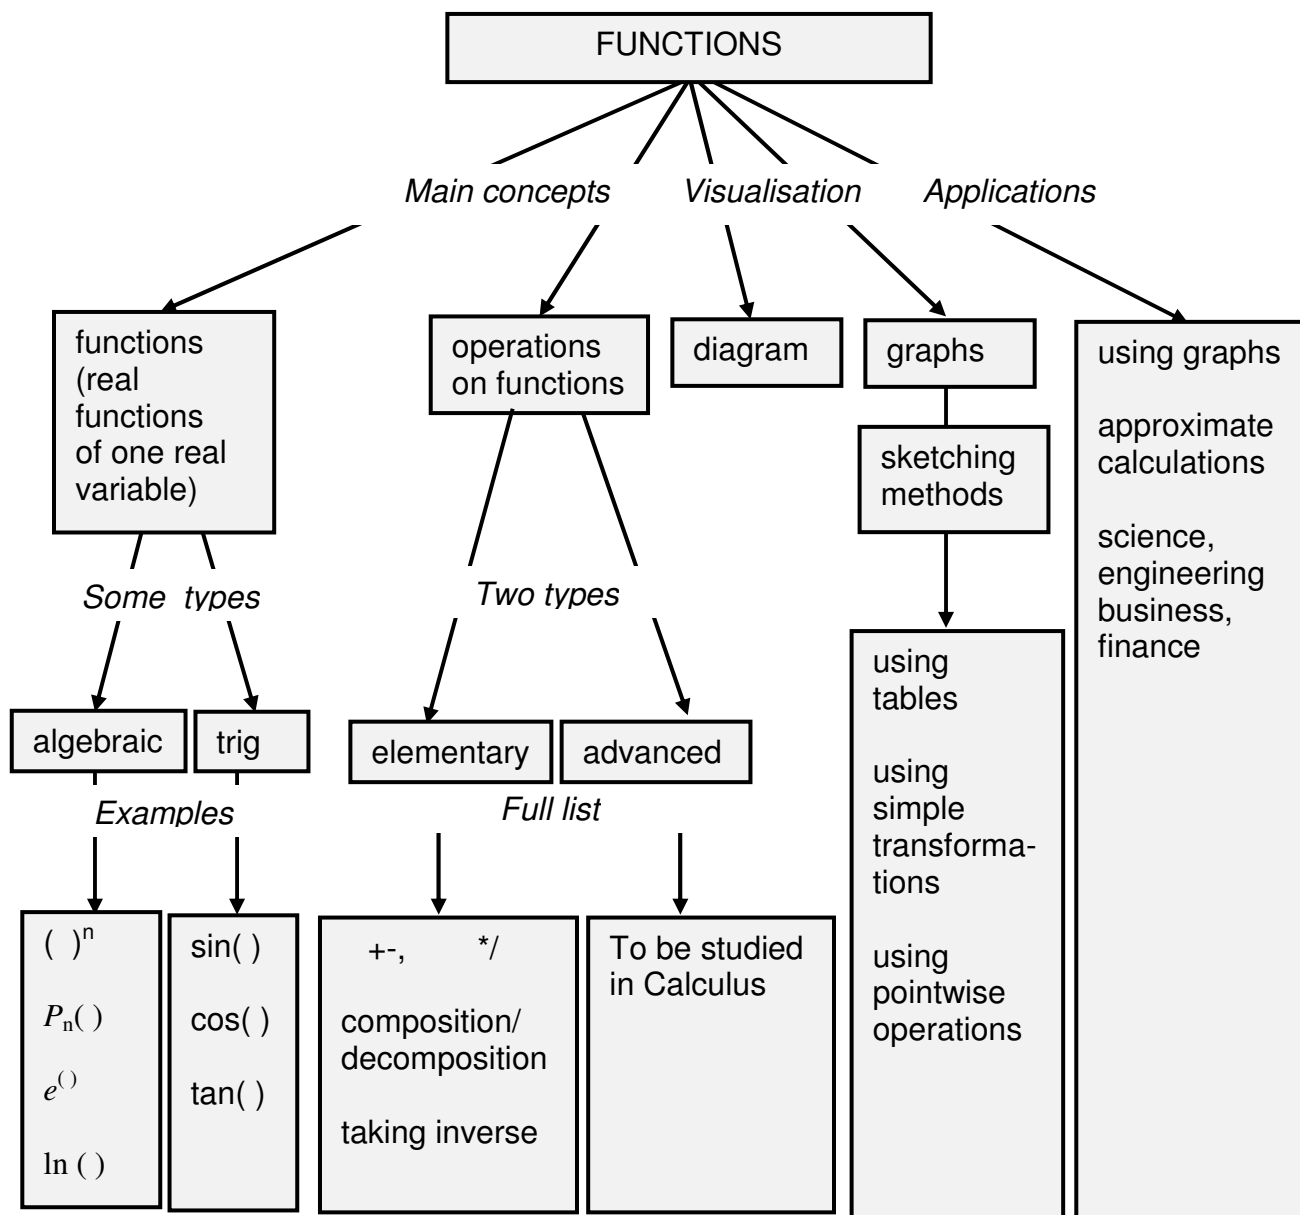 FUNCTIONS
Main concepts
Visualisation
Applications
functions
(real
functions
of one real
variable)
operations
on functions
diagram
graphs
using graphs
approximate
calculations
science,
engineering
business,
finance
sketching
methods
Some types
Two types
using
tables
using
simple
transforma-
tions
using
pointwise
operations
algebraic
trig
elementary
advanced
Examples
Full list
( )ⁿ
Pₙ( )
e^( )
ln ( )
sin( )
cos( )
tan( )
+-, */
composition/
decomposition
taking inverse
To be studied
in Calculus